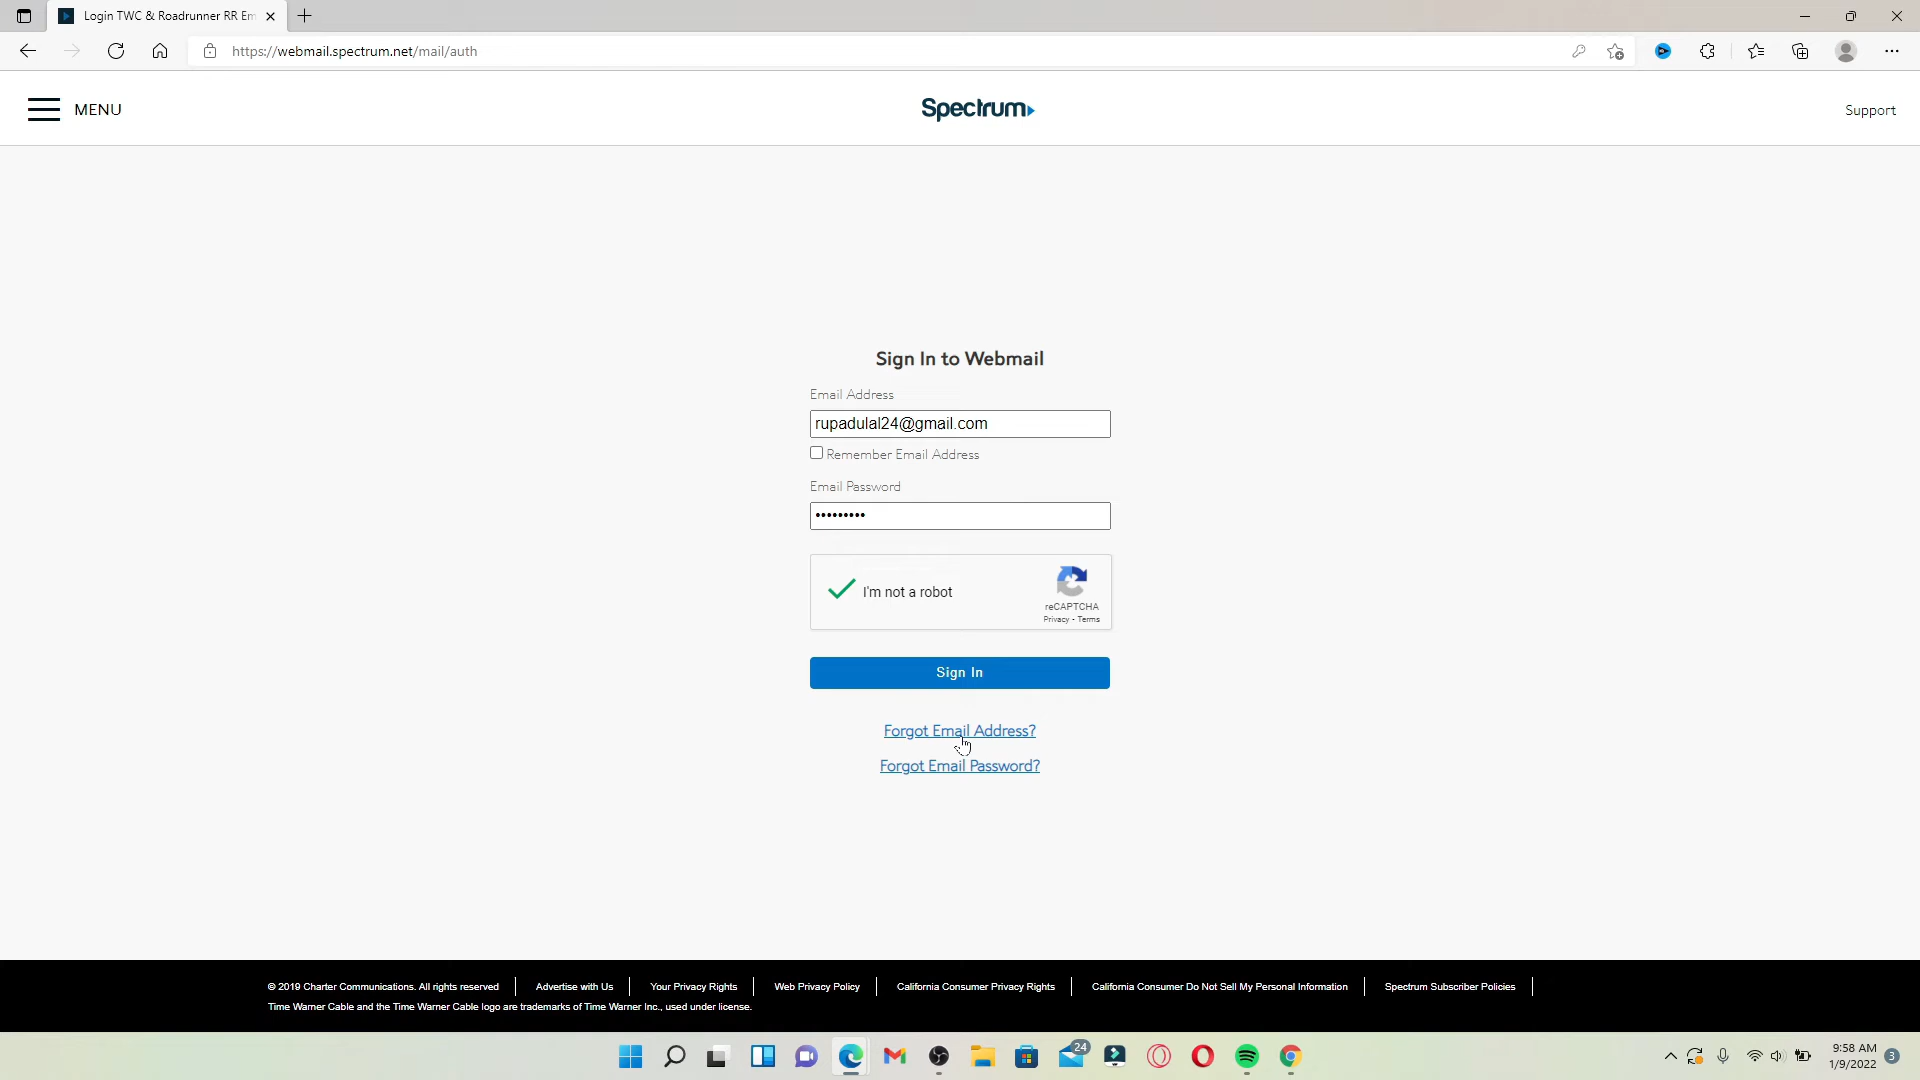 Login TWC & Roadrunner RR Em
https://webmail.spectrum.net/mail/auth
MENU
Spectrum
Support
Sign In to Webmail
Email Address
rupadulal24@gmail.com
Remember Email Address
Email Password
•••••••••
I'm not a robot
reCAPTCHA
Privacy - Terms
Sign In
Forgot Email Address?
Forgot Email Password?
© 2019 Charter Communications. All rights reserved
Advertise with Us
Your Privacy Rights
Web Privacy Policy
California Consumer Privacy Rights
California Consumer Do Not Sell My Personal Information
Spectrum Subscriber Policies
Time Warner Cable and the Time Warner Cable logo are trademarks of Time Warner Inc., used under license.
24
9:58 AM
1/9/2022
3